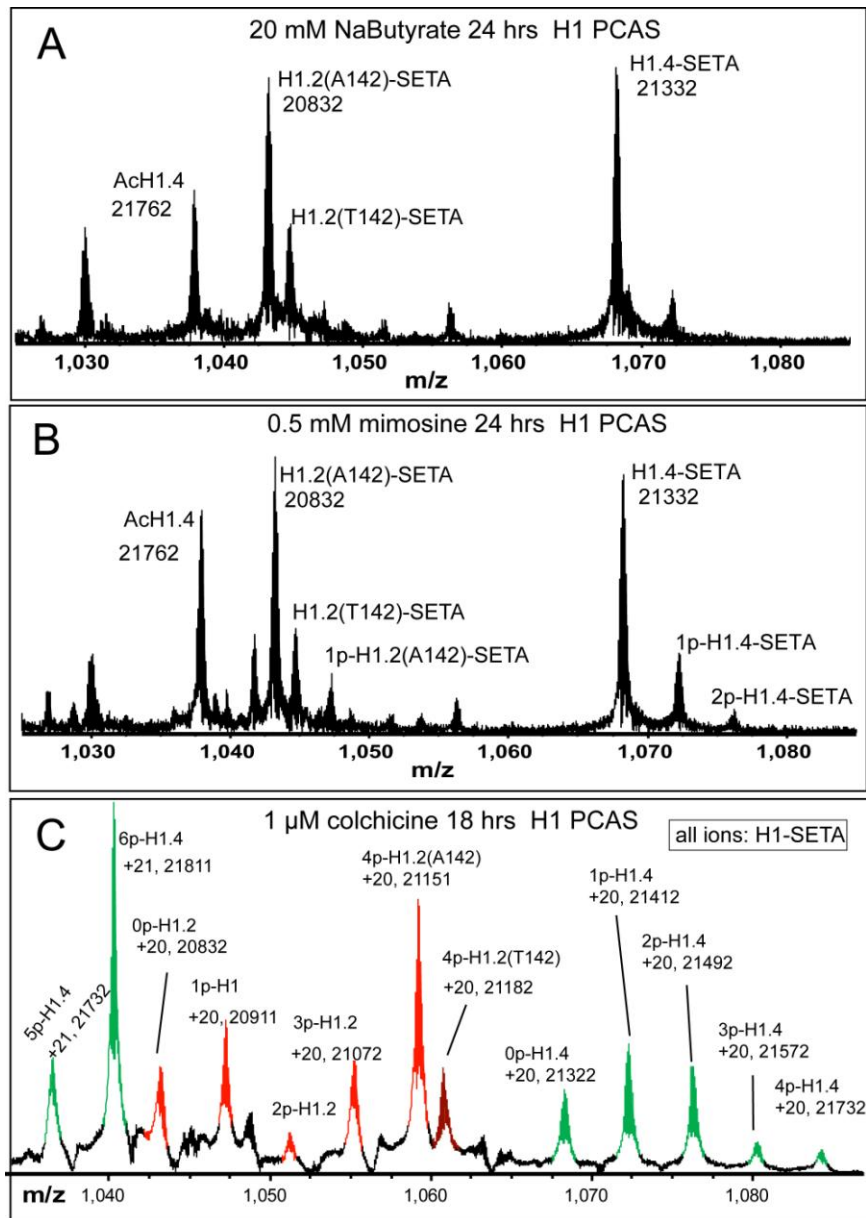 A
20 mM NaButyrate 24 hrs H1 PCAS
H1.2(A142)-SETA
20832
H1.4-SETA
21332
AcH1.4
21762
H1.2(T142)-SETA
1,030
1,040
1,050
1,060
1,070
1,080
m/z
B
0.5 mM mimosine 24 hrs H1 PCAS
H1.2(A142)-SETA
20832
H1.4-SETA
21332
AcH1.4
21762
H1.2(T142)-SETA
1p-H1.2(A142)-SETA
1p-H1.4-SETA
2p-H1.4-SETA
1,030
1,040
1,050
1,060
1,070
1,080
m/z
C
1 µM colchicine 18 hrs H1 PCAS
all ions: H1-SETA
6p-H1.4
+21, 21811
0p-H1.2
+20, 20832
5p-H1.4
+21, 21732
1p-H1
+20, 20911
2p-H1.2
3p-H1.2
+20, 21072
4p-H1.2(A142)
+20, 21151
4p-H1.2(T142)
+20, 21182
0p-H1.4
+20, 21322
1p-H1.4
+20, 21412
2p-H1.4
+20, 21492
3p-H1.4
+20, 21572
4p-H1.4
+20, 21732
m/z
1,040
1,050
1,060
1,070
1,080